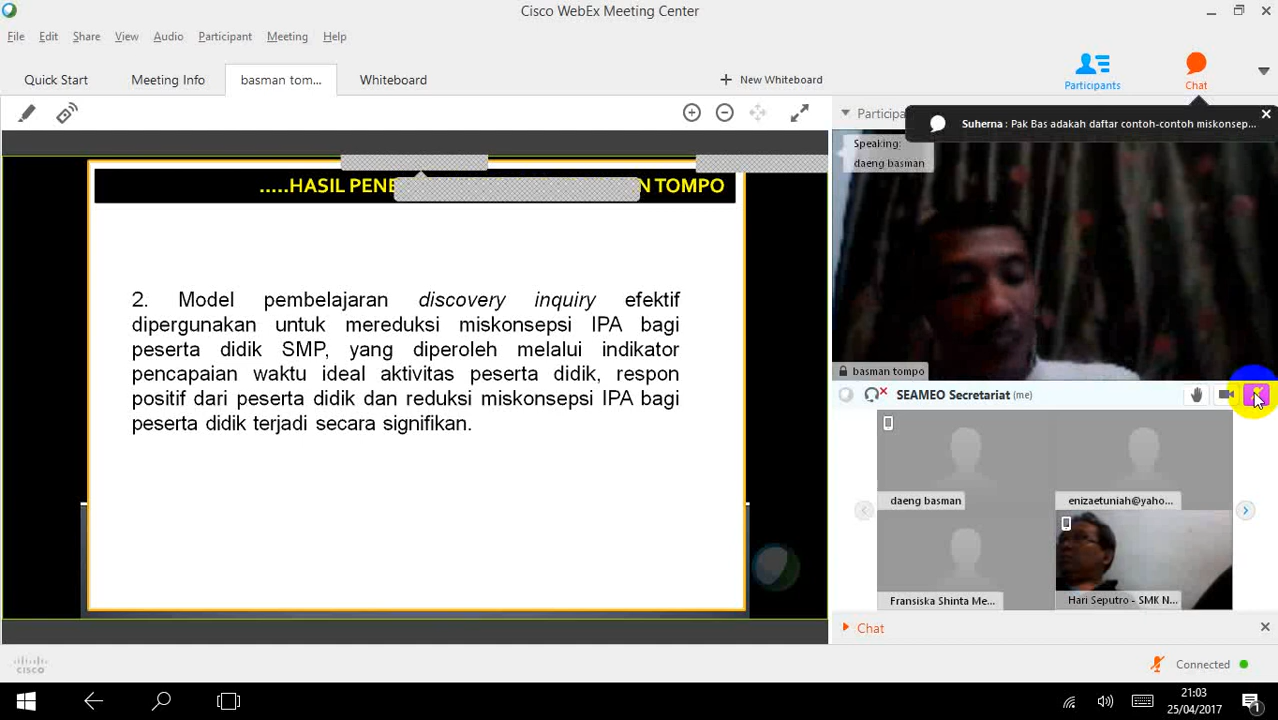 Cisco WebEx Meeting Center
File Edit Share View Audio Participant Meeting Help
Quick Start Meeting Info basman tom... Whiteboard + New Whiteboard
Participants Chat
Participa
Suherna : Pak Bas adakah daftar contoh-contoh miskonsep...
Speaking:
daeng basman
.....HASIL PENE N TOMPO
2. Model pembelajaran discovery inquiry efektif
dipergunakan untuk mereduksi miskonsepsi IPA bagi
peserta didik SMP, yang diperoleh melalui indikator
pencapaian waktu ideal aktivitas peserta didik, respon
positif dari peserta didik dan reduksi miskonsepsi IPA bagi
peserta didik terjadi secara signifikan.
basman tompo
SEAMEO Secretariat (me)
daeng basman
enizaetuniah@yaho...
Fransiska Shinta Me...
Hari Seputro - SMK N...
Chat
cisco
Connected
21:03
25/04/2017
1